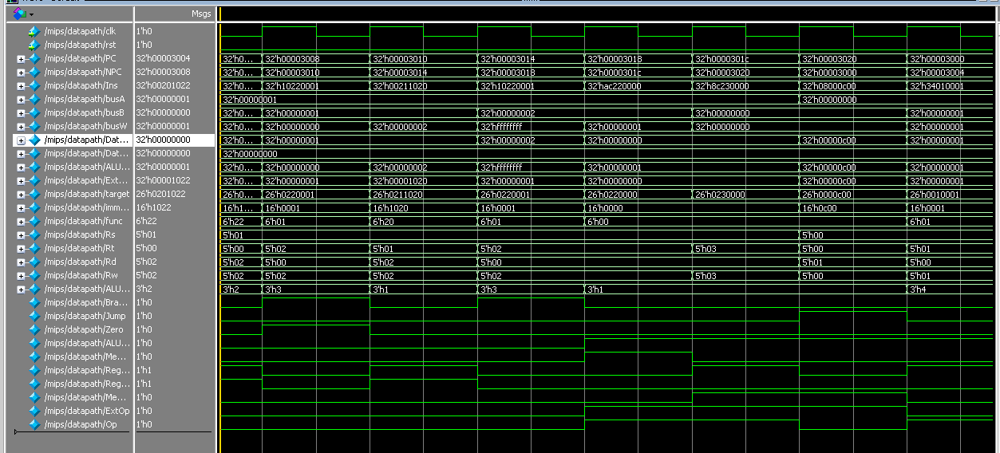 Msgs
/mips/datapath/clk 1'h0
/mips/datapath/rst 1'h0
/mips/datapath/PC 32'h00003004 32'h0... 32'h00003008 32'h00003010 32'h00003014 32'h00003018 32'h0000301c 32'h00003020 32'h00003000
/mips/datapath/NPC 32'h00003008 32'h0... 32'h00003010 32'h00003014 32'h00003018 32'h0000301c 32'h00003020 32'h00003000 32'h00003004
/mips/datapath/Ins 32'h00201022 32'h0... 32'h10220001 32'h00211020 32'h10220001 32'hac220000 32'h8c230000 32'h08000c00 32'h34010001
/mips/datapath/busA 32'h00000001 32'h00000001 32'h00000000
/mips/datapath/busB 32'h00000000 32'h0... 32'h00000001 32'h00000002 32'h00000000 32'h00000001
/mips/datapath/busW 32'h00000001 32'h0... 32'h00000000 32'h00000002 32'hffffffff 32'h00000001 32'h00000000 32'h00000001
/mips/datapath/Dat... 32'h00000000 32'h0... 32'h00000001 32'h00000002 32'h00000000 32'h00000c00 32'h00000001
/mips/datapath/Dat... 32'h00000000 32'h00000000
/mips/datapath/ALU... 32'h00000001 32'h0... 32'h00000000 32'h00000002 32'hffffffff 32'h00000001 32'h00000c00 32'h00000001
/mips/datapath/Ext... 32'h00001022 32'h0... 32'h00000001 32'h00001020 32'h00000001 32'h00000000 32'h00000c00 32'h00000001
/mips/datapath/target 26'h0201022 26'h0... 26'h0220001 26'h0211020 26'h0220001 26'h0220000 26'h0230000 26'h0000c00 26'h0010001
/mips/datapath/imm... 16'h1022 16'h1... 16'h0001 16'h1020 16'h0001 16'h0000 16'h0c00 16'h0001
/mips/datapath/func 6'h22 6'h22 6'h01 6'h20 6'h01 6'h00 6'h01
/mips/datapath/Rs 5'h01 5'h01 5'h00
/mips/datapath/Rt 5'h00 5'h00 5'h02 5'h01 5'h02 5'h03 5'h00 5'h01
/mips/datapath/Rd 5'h02 5'h02 5'h00 5'h02 5'h00 5'h01 5'h00
/mips/datapath/Rw 5'h02 5'h02 5'h02 5'h02 5'h02 5'h03 5'h00 5'h01
/mips/datapath/ALU... 3'h2 3'h2 3'h3 3'h1 3'h3 3'h1 3'h4
/mips/datapath/Bra... 1'h0
/mips/datapath/Jump 1'h0
/mips/datapath/Zero 1'h0
/mips/datapath/ALU... 1'h0
/mips/datapath/Me... 1'h0
/mips/datapath/Reg... 1'h1
/mips/datapath/Reg... 1'h1
/mips/datapath/Me... 1'h0
/mips/datapath/ExtOp 1'h0
/mips/datapath/Op 1'h0